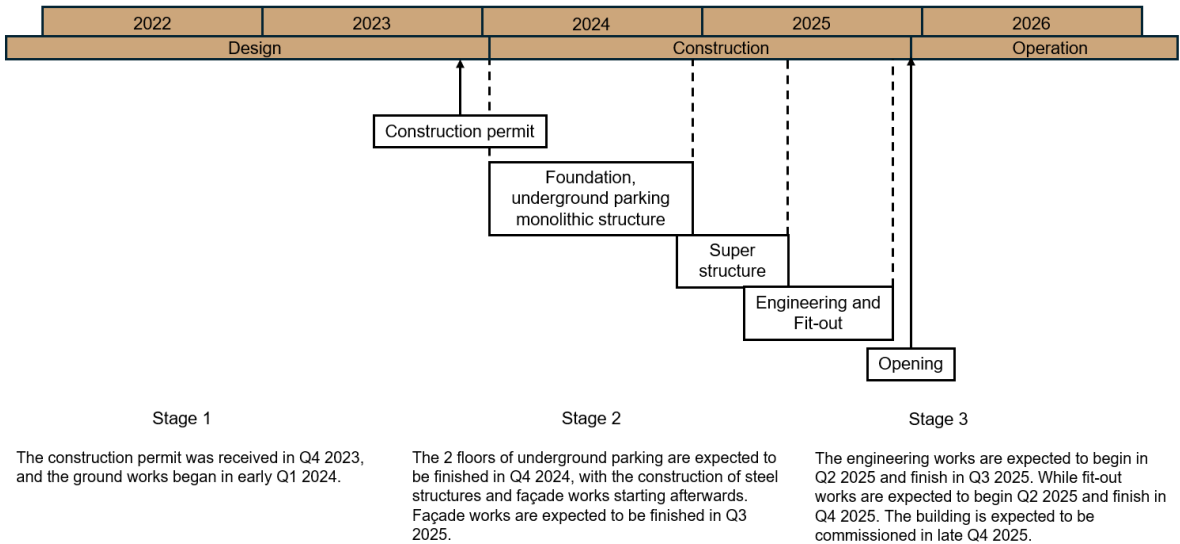 2022 2023 2024 2025 2026
Design Construction Operation
Construction permit
Foundation,
underground parking
monolithic structure
Super
structure
Engineering and
Fit-out
Opening
Stage 1
The construction permit was received in Q4 2023,
and the ground works began in early Q1 2024.
Stage 2
The 2 floors of underground parking are expected to
be finished in Q4 2024, with the construction of steel
structures and façade works starting afterwards.
Façade works are expected to be finished in Q3
2025.
Stage 3
The engineering works are expected to begin in
Q2 2025 and finish in Q3 2025. While fit-out
works are expected to begin Q2 2025 and finish in
Q4 2025. The building is expected to be
commissioned in late Q4 2025.